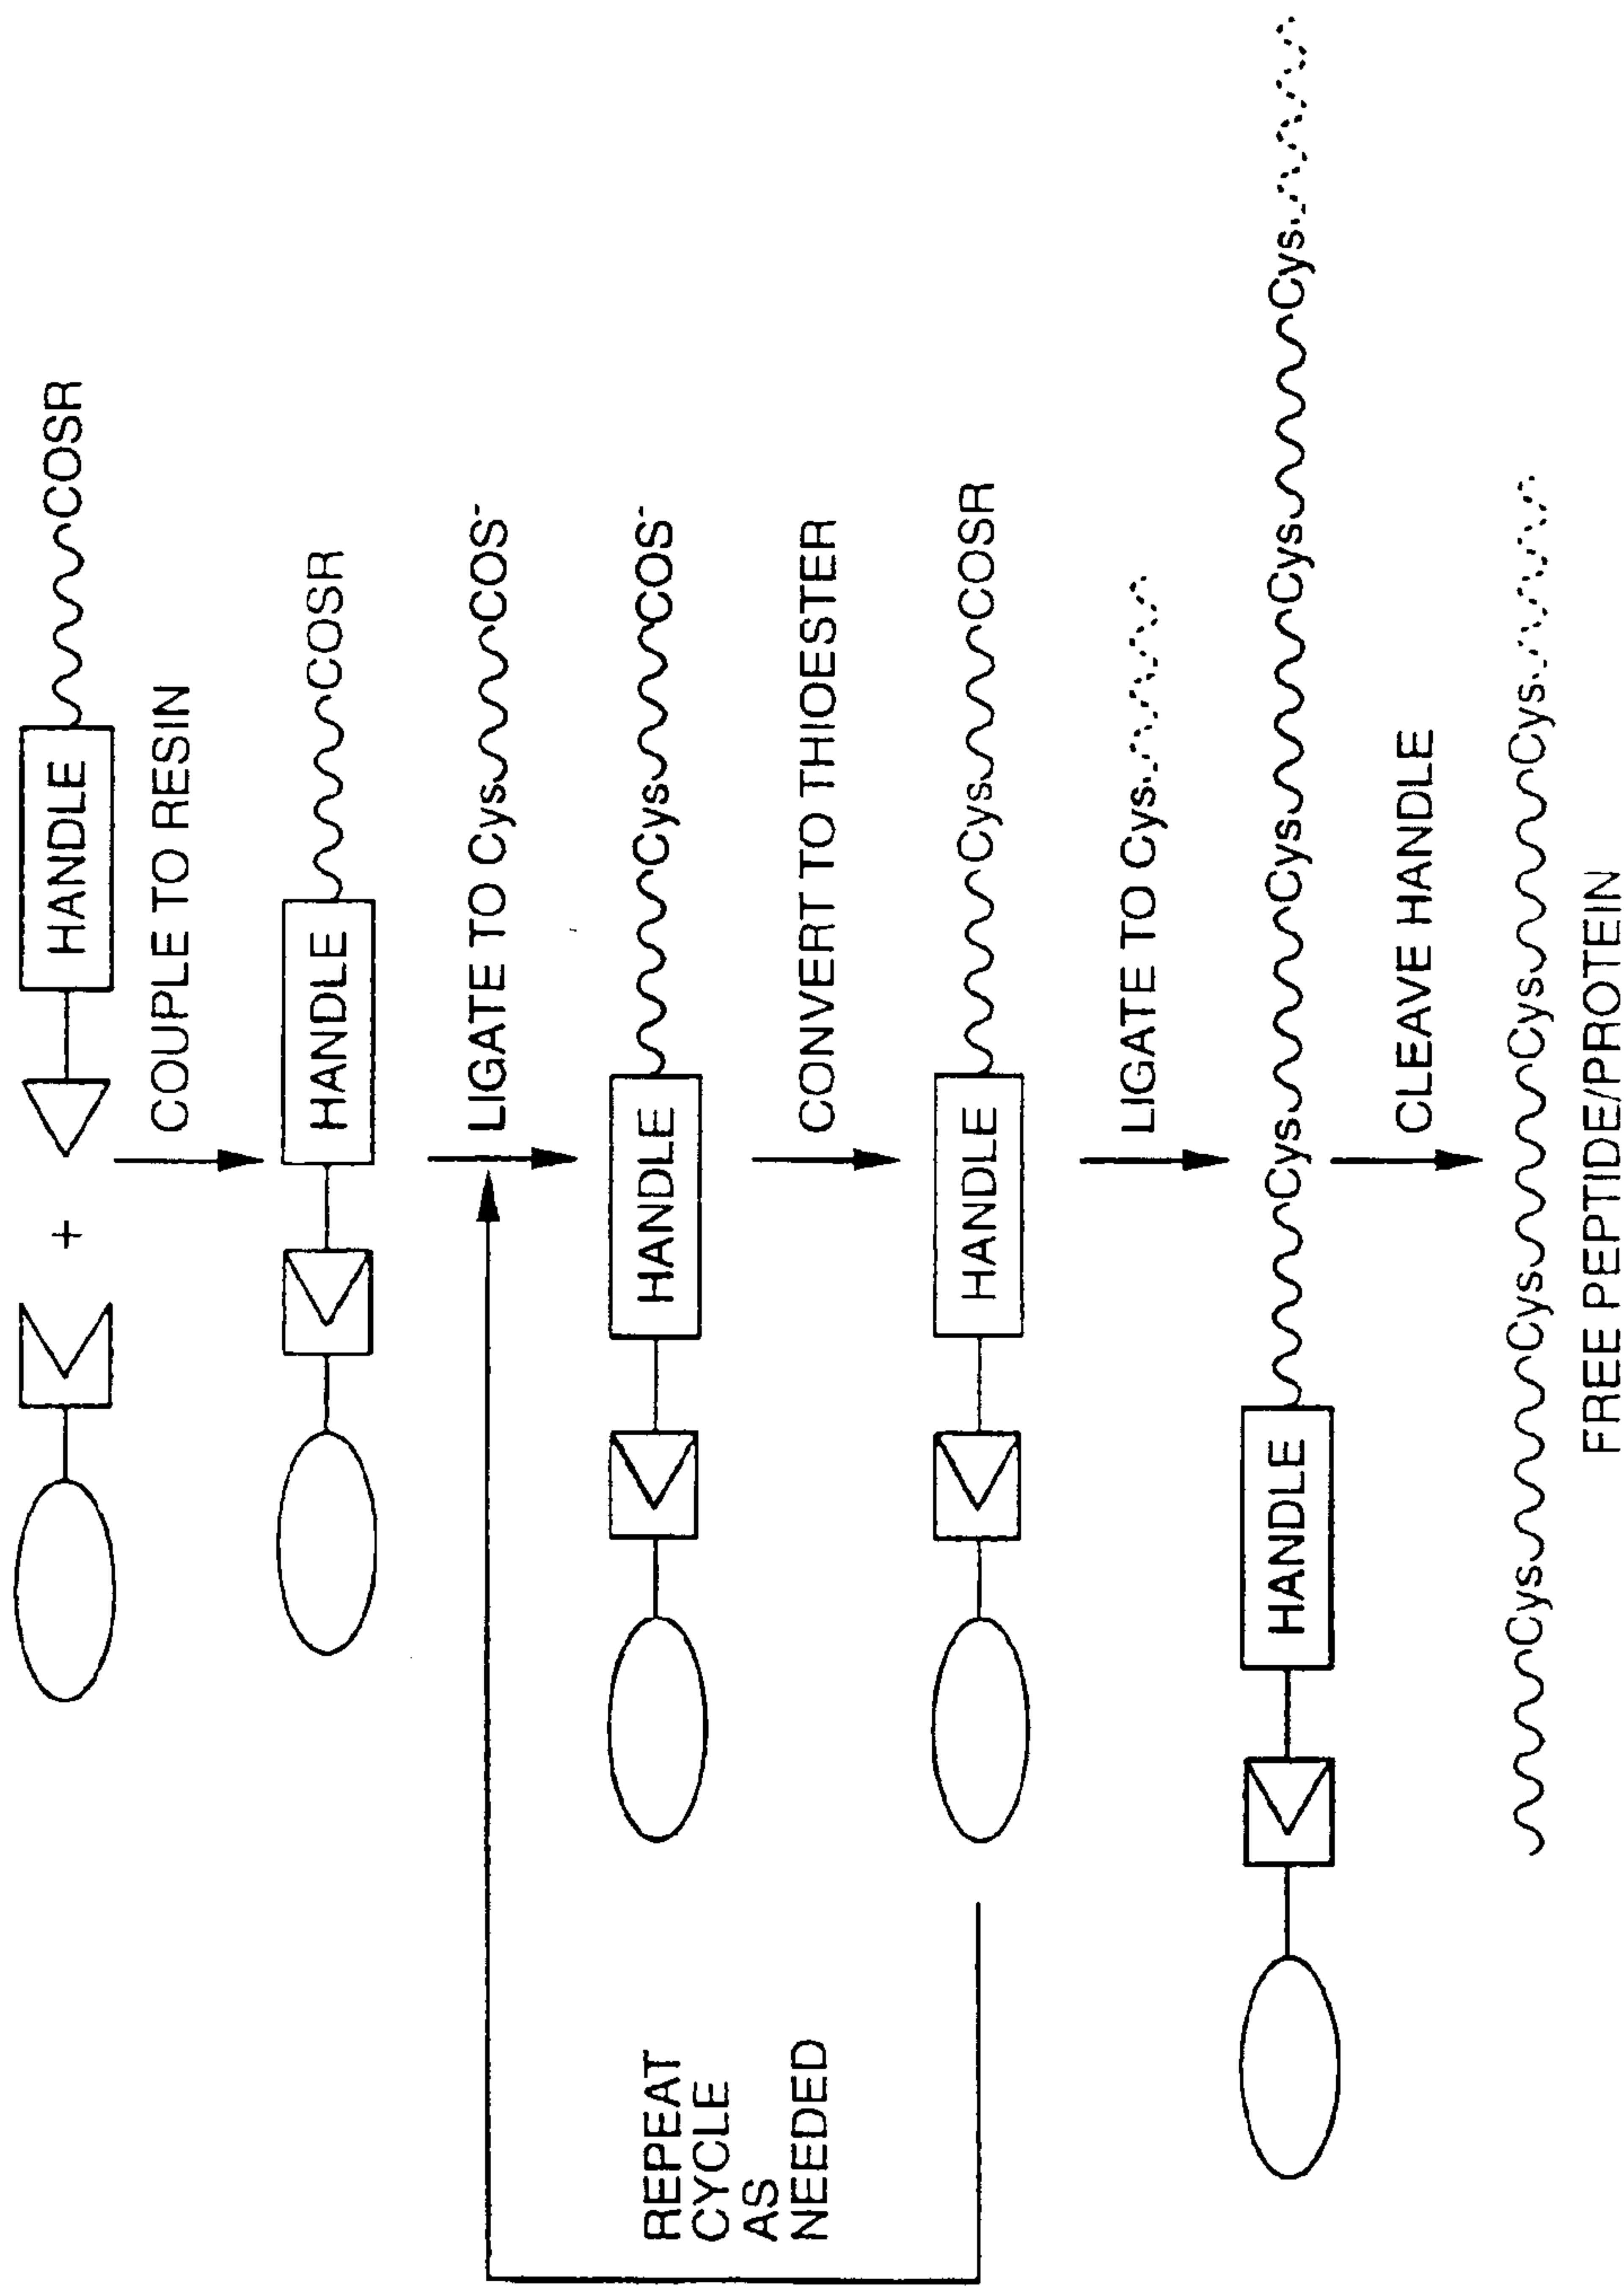 + HANDLE COSR
COUPLE TO RESIN
HANDLE COSR
LIGATE TO Cys COS⁻
HANDLE Cys COS⁻
REPEAT
CYCLE
AS
NEEDED
CONVERT TO THIOESTER
HANDLE Cys COSR
LIGATE TO Cys
HANDLE Cys Cys Cys Cys
CLEAVE HANDLE
Cys Cys Cys Cys
FREE PEPTIDE/PROTEIN